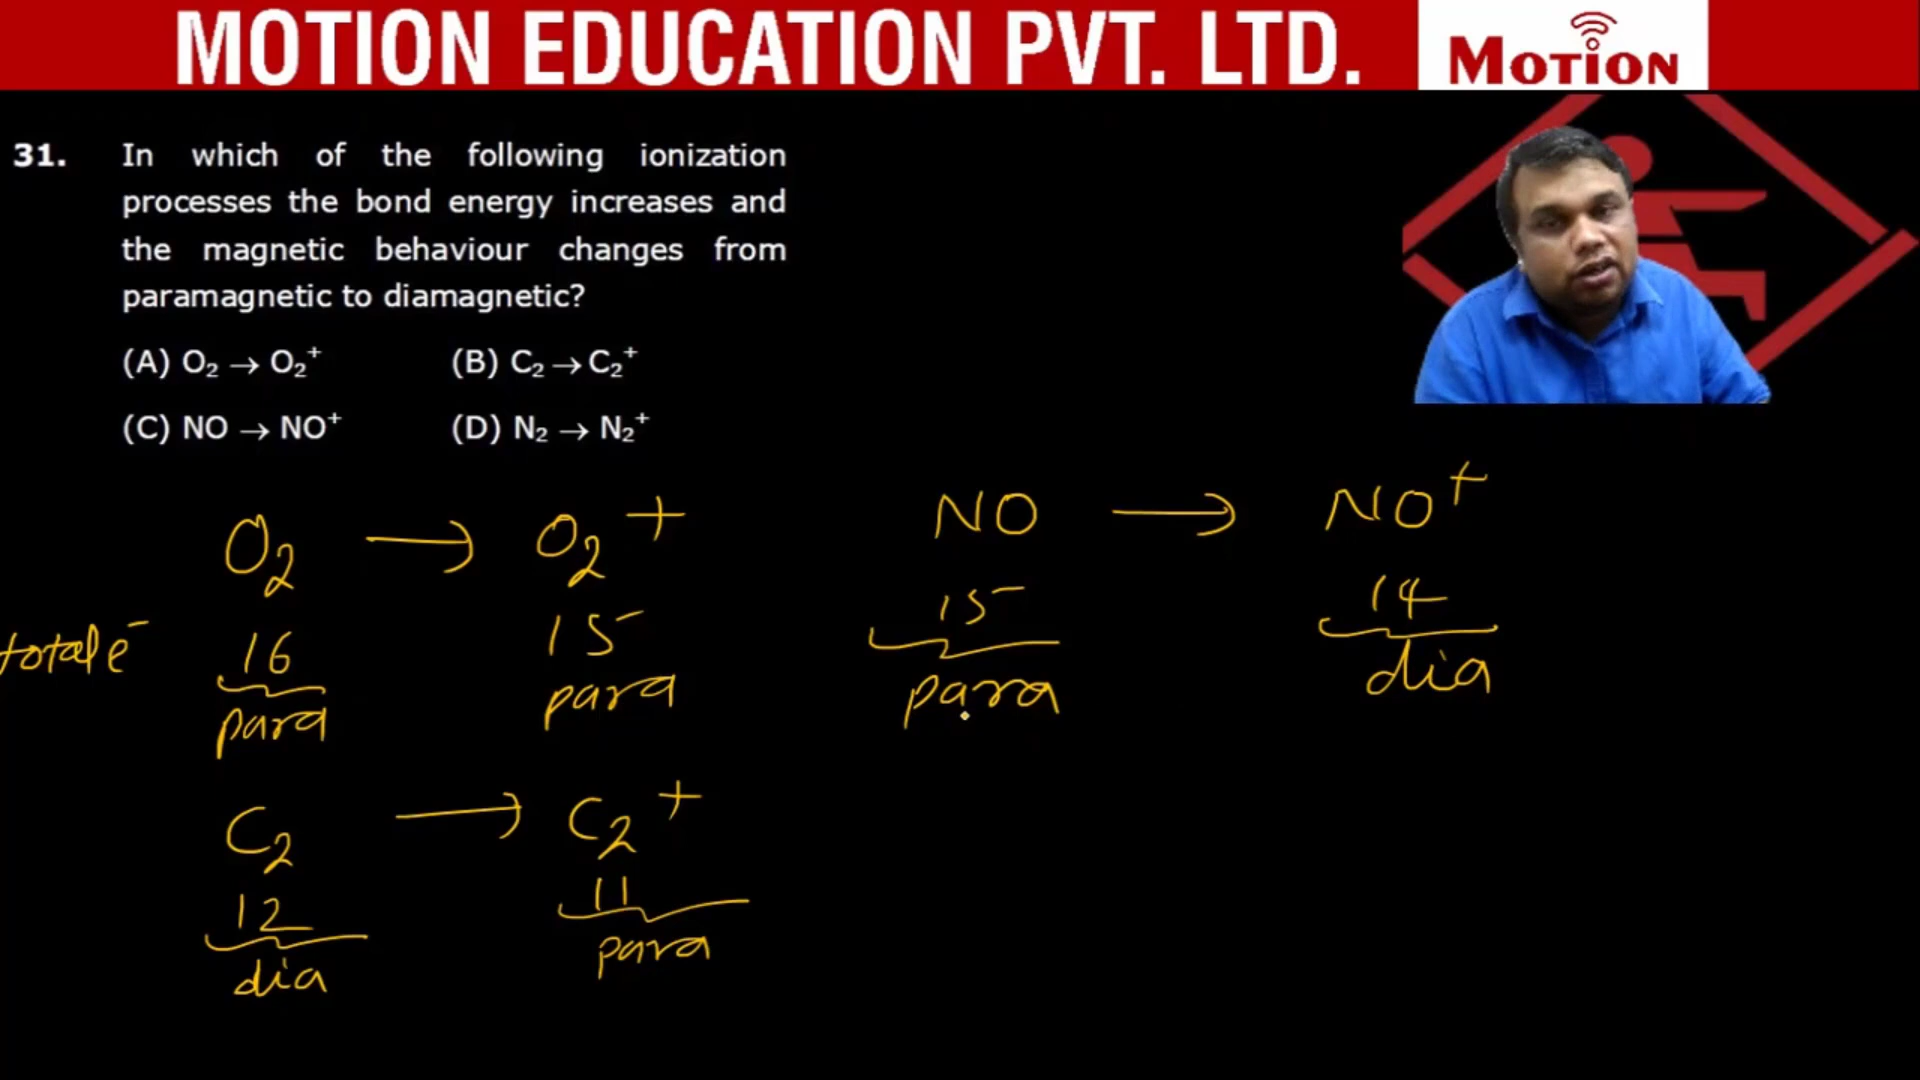 MOTION EDUCATION PVT. LTD.
MOTION
31. In which of the following ionization
processes the bond energy increases and
the magnetic behaviour changes from
paramagnetic to diamagnetic?
(A) O₂ → O₂⁺ (B) C₂ → C₂⁺
(C) NO → NO⁺ (D) N₂ → N₂⁺
O₂ → O₂⁺ NO → NO⁺
total e⁻ 16 15 15 14
para para para dia
C₂ → C₂⁺
12 11
dia para